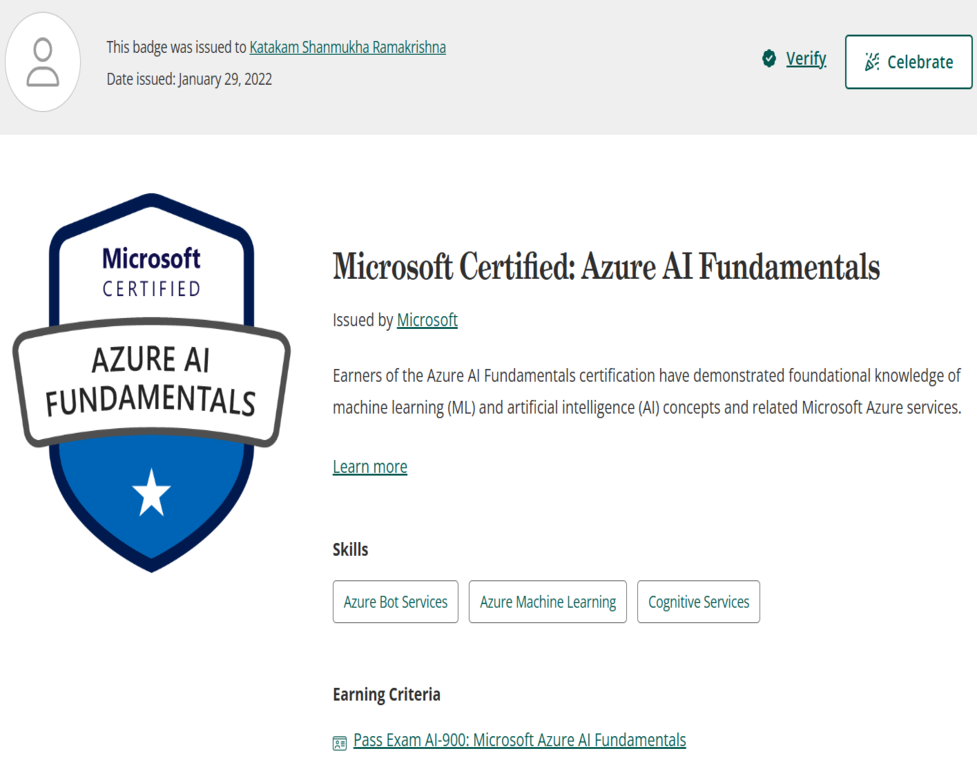 This badge was issued to Katakam Shanmukha Ramakrishna
Date issued: January 29, 2022
Verify
Celebrate
Microsoft
CERTIFIED
AZURE AI
FUNDAMENTALS
Microsoft Certified: Azure AI Fundamentals
Issued by Microsoft
Earners of the Azure AI Fundamentals certification have demonstrated foundational knowledge of
machine learning (ML) and artificial intelligence (AI) concepts and related Microsoft Azure services.
Learn more
Skills
Azure Bot Services
Azure Machine Learning
Cognitive Services
Earning Criteria
Pass Exam AI-900: Microsoft Azure AI Fundamentals